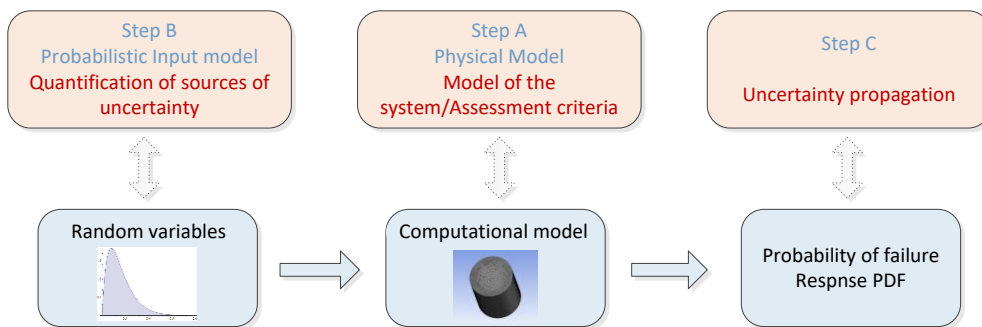 Step B
Probabilistic Input model
Quantification of sources of
uncertainty
Step A
Physical Model
Model of the
system/Assessment criteria
Step C
Uncertainty propagation
Random variables
Computational model
Probability of failure
Respnse PDF